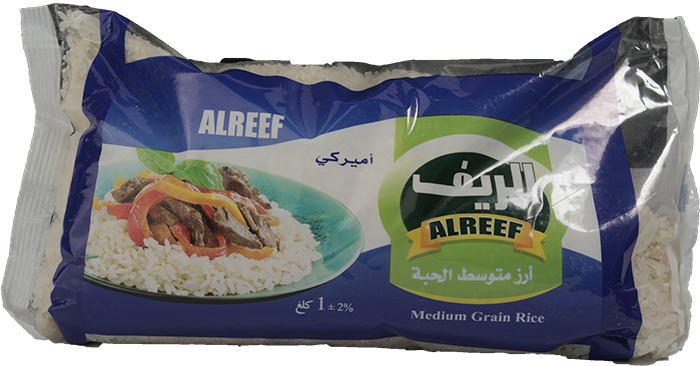 ALREEF
أميركي
الريف
ALREEF
أرز متوسط الحبة
Medium Grain Rice
1 ± 2% كلغ